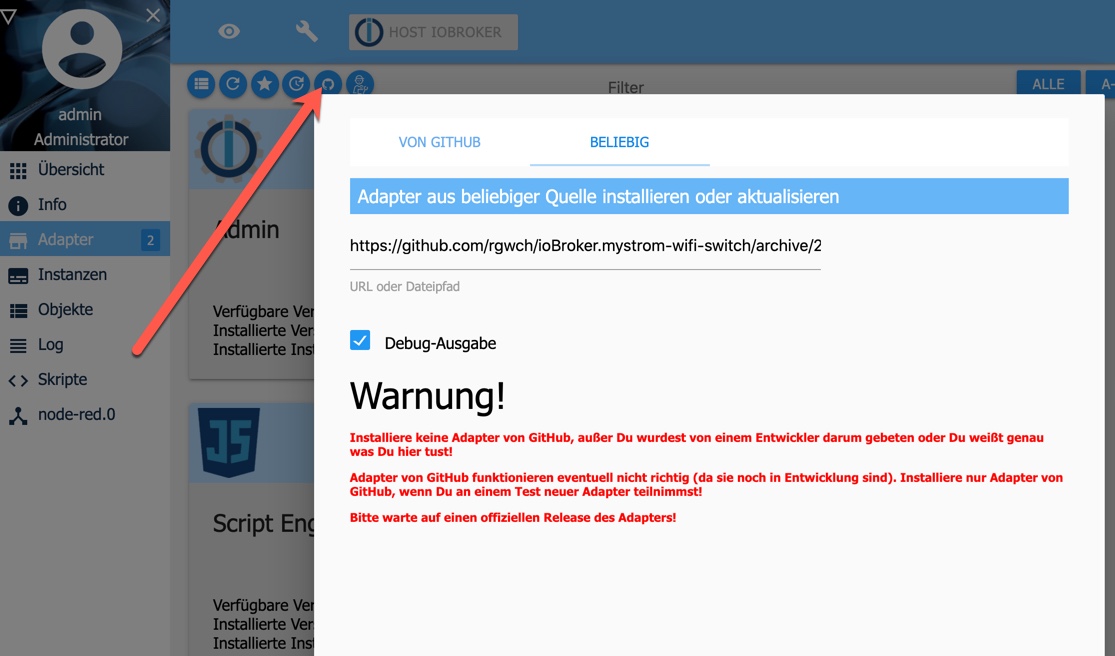 HOST IOBROKER
admin
Administrator
Übersicht
Info
Adapter 2
Instanzen
Objekte
Log
Skripte
node-red.0
Filter
ALLE
A-
Admin
Verfügbare Ver
Installierte Ver
Installierte Inst
JS
Script Eng
Verfügbare Ver
Installierte Ver
Installierte Inst
VON GITHUB
BELIEBIG
Adapter aus beliebiger Quelle installieren oder aktualisieren
https://github.com/rgwch/ioBroker.mystrom-wifi-switch/archive/2
URL oder Dateipfad
Debug-Ausgabe
Warnung!
Installiere keine Adapter von GitHub, außer Du wurdest von einem Entwickler darum gebeten oder Du weißt genau
was Du hier tust!
Adapter von GitHub funktionieren eventuell nicht richtig (da sie noch in Entwicklung sind). Installiere nur Adapter von
GitHub, wenn Du an einem Test neuer Adapter teilnimmst!
Bitte warte auf einen offiziellen Release des Adapters!